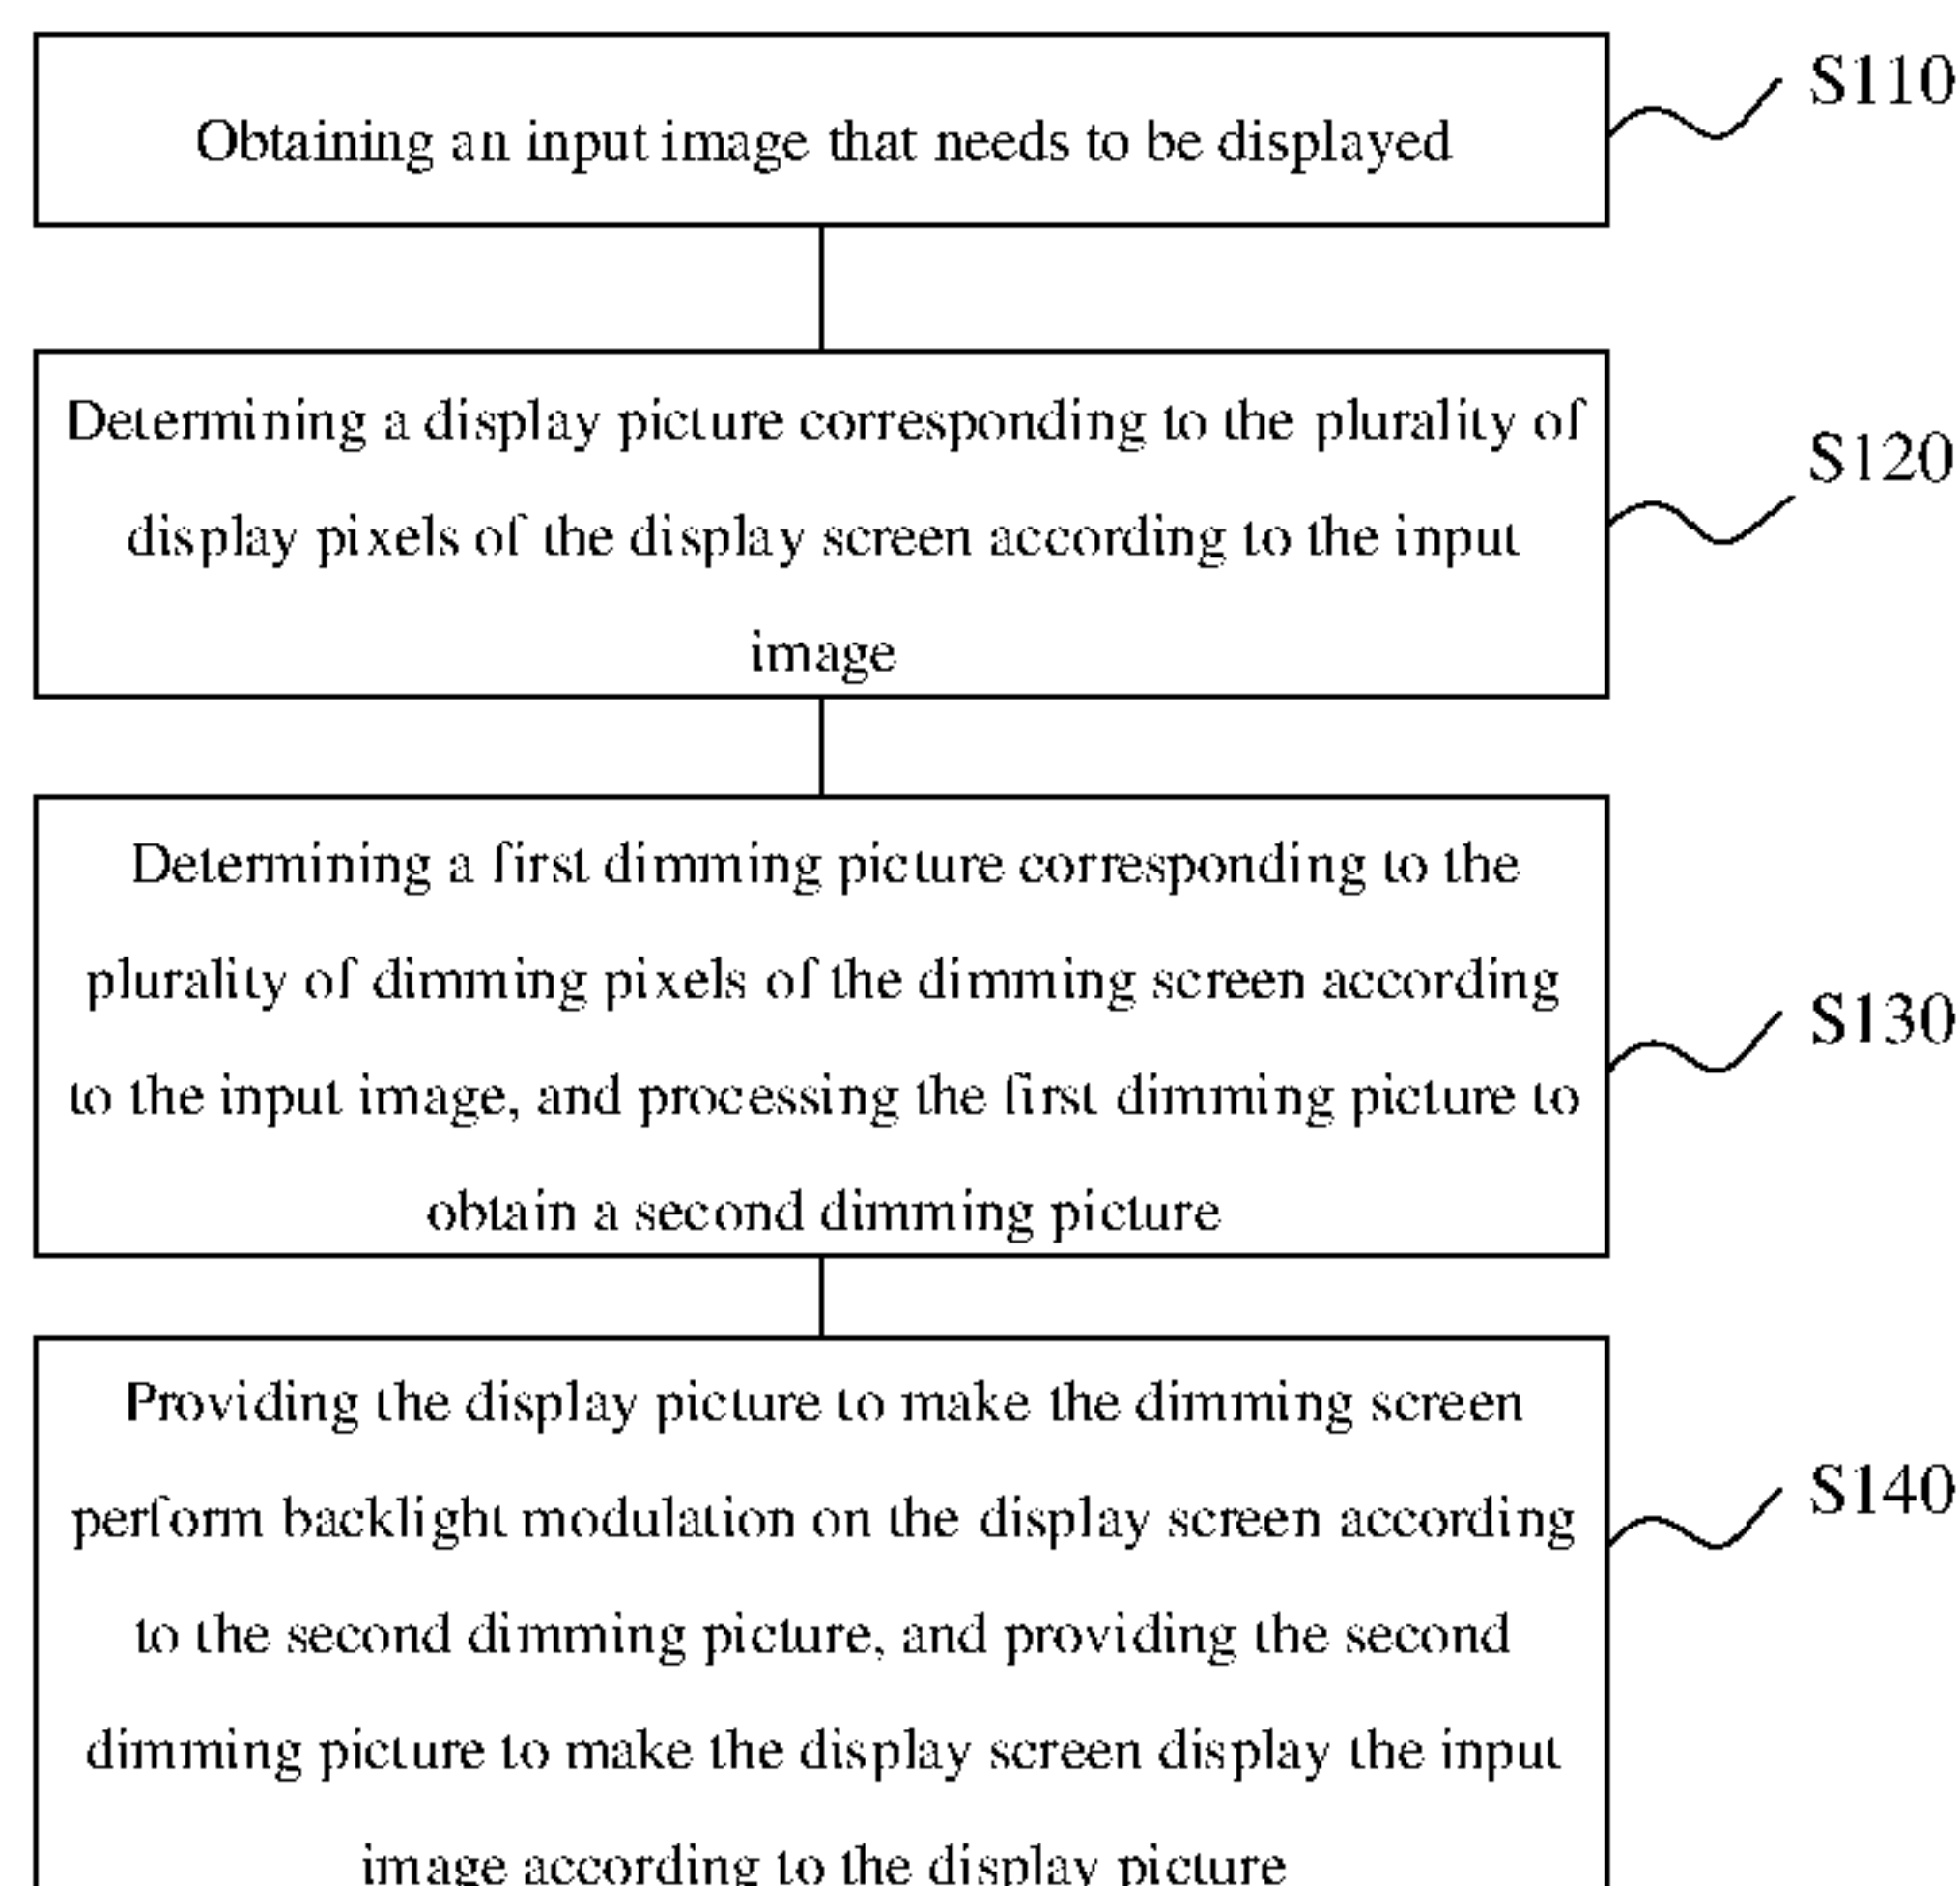 Obtaining an input image that needs to be displayed
S110
Determining a display picture corresponding to the plurality of
display pixels of the display screen according to the input
image
S120
Determining a first dimming picture corresponding to the
plurality of dimming pixels of the dimming screen according
to the input image, and processing the first dimming picture to
obtain a second dimming picture
S130
Providing the display picture to make the dimming screen
perform backlight modulation on the display screen according
to the second dimming picture, and providing the second
dimming picture to make the display screen display the input
image according to the display picture
S140